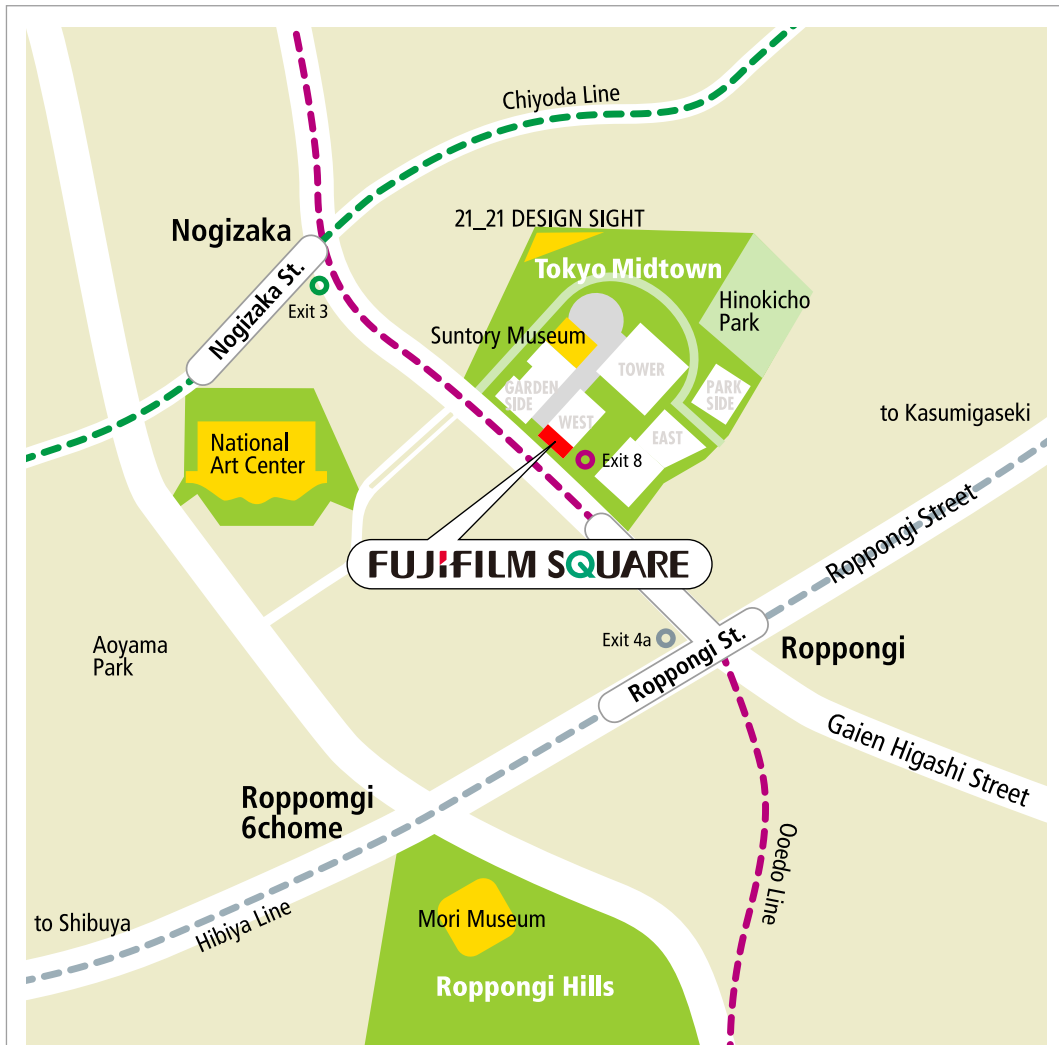 Chiyoda Line
21_21 DESIGN SIGHT
Nogizaka
Tokyo Midtown
Nogizaka St.
Exit 3
Hinokicho
Park
Suntory Museum
TOWER
GARDEN
SIDE
PARK
SIDE
WEST
EAST
to Kasumigaseki
National
Art Center
Exit 8
Roppongi Street
FUJIFILM SQUARE
Aoyama
Park
Exit 4a
Roppongi St.
Roppongi
Gaien Higashi Street
Roppomgi
6chome
Ooedo Line
to Shibuya
Hibiya Line
Mori Museum
Roppongi Hills